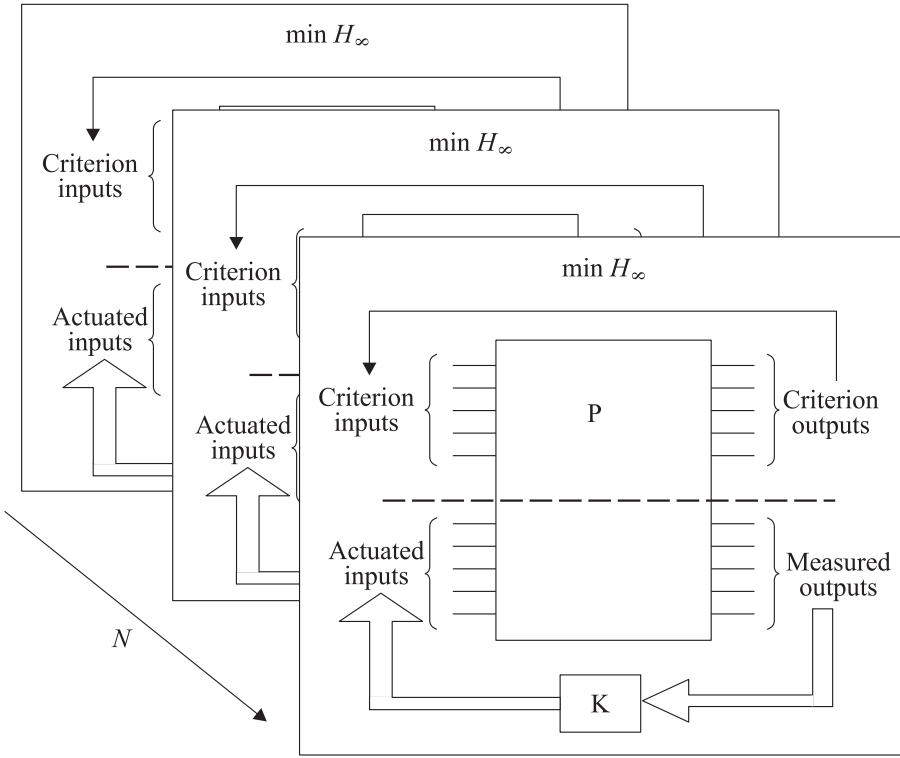 min H∞
Criterion
inputs
Actuated
inputs
min H∞
Criterion
inputs
Actuated
inputs
min H∞
Criterion
inputs
P
Criterion
outputs
Actuated
inputs
Measured
outputs
K
N